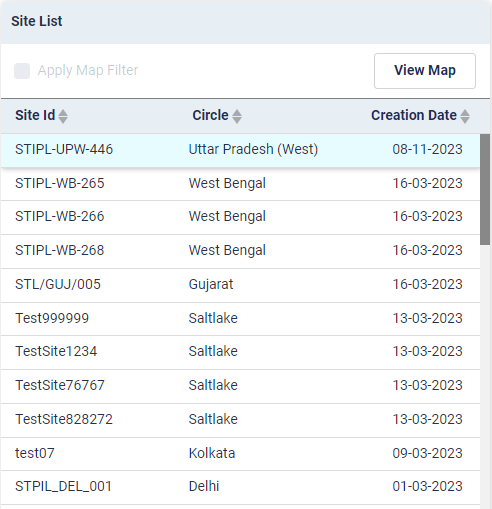 Site List
Apply Map Filter View Map
Site Id Circle Creation Date
STIPL-UPW-446 Uttar Pradesh (West) 08-11-2023
STIPL-WB-265 West Bengal 16-03-2023
STIPL-WB-266 West Bengal 16-03-2023
STIPL-WB-268 West Bengal 16-03-2023
STL/GUJ/005 Gujarat 16-03-2023
Test999999 Saltlake 13-03-2023
TestSite1234 Saltlake 13-03-2023
TestSite76767 Saltlake 13-03-2023
TestSite828272 Saltlake 13-03-2023
test07 Kolkata 09-03-2023
STPIL_DEL_001 Delhi 01-03-2023